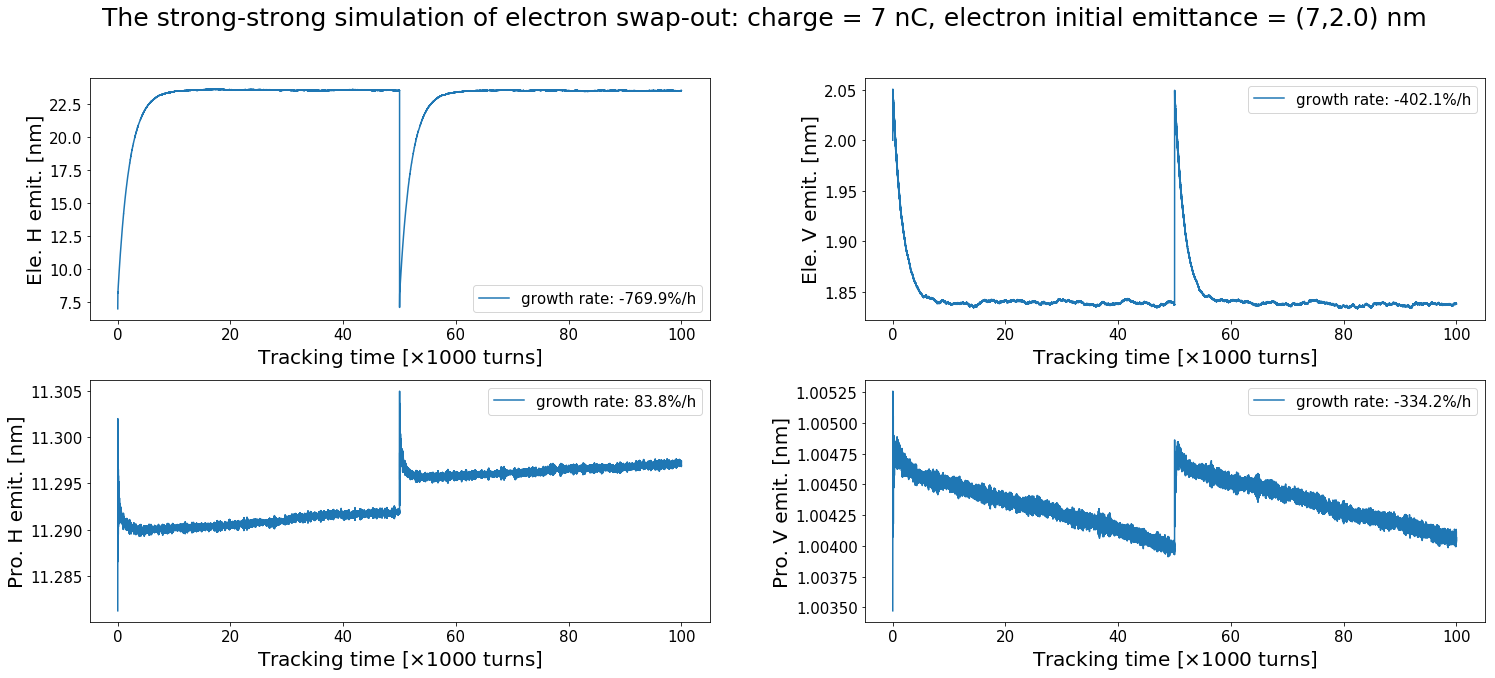 The strong-strong simulation of electron swap-out: charge = 7 nC, electron initial emittance = (7,2.0) nm
Ele. H emit. [nm]
22.5
20.0
17.5
15.0
12.5
10.0
7.5
growth rate: -769.9%/h
0 20 40 60 80 100
Tracking time [×1000 turns]
Ele. V emit. [nm]
2.05
2.00
1.95
1.90
1.85
growth rate: -402.1%/h
0 20 40 60 80 100
Tracking time [×1000 turns]
Pro. H emit. [nm]
11.305
11.300
11.295
11.290
11.285
growth rate: 83.8%/h
0 20 40 60 80 100
Tracking time [×1000 turns]
Pro. V emit. [nm]
1.00525
1.00500
1.00475
1.00450
1.00425
1.00400
1.00375
1.00350
growth rate: -334.2%/h
0 20 40 60 80 100
Tracking time [×1000 turns]